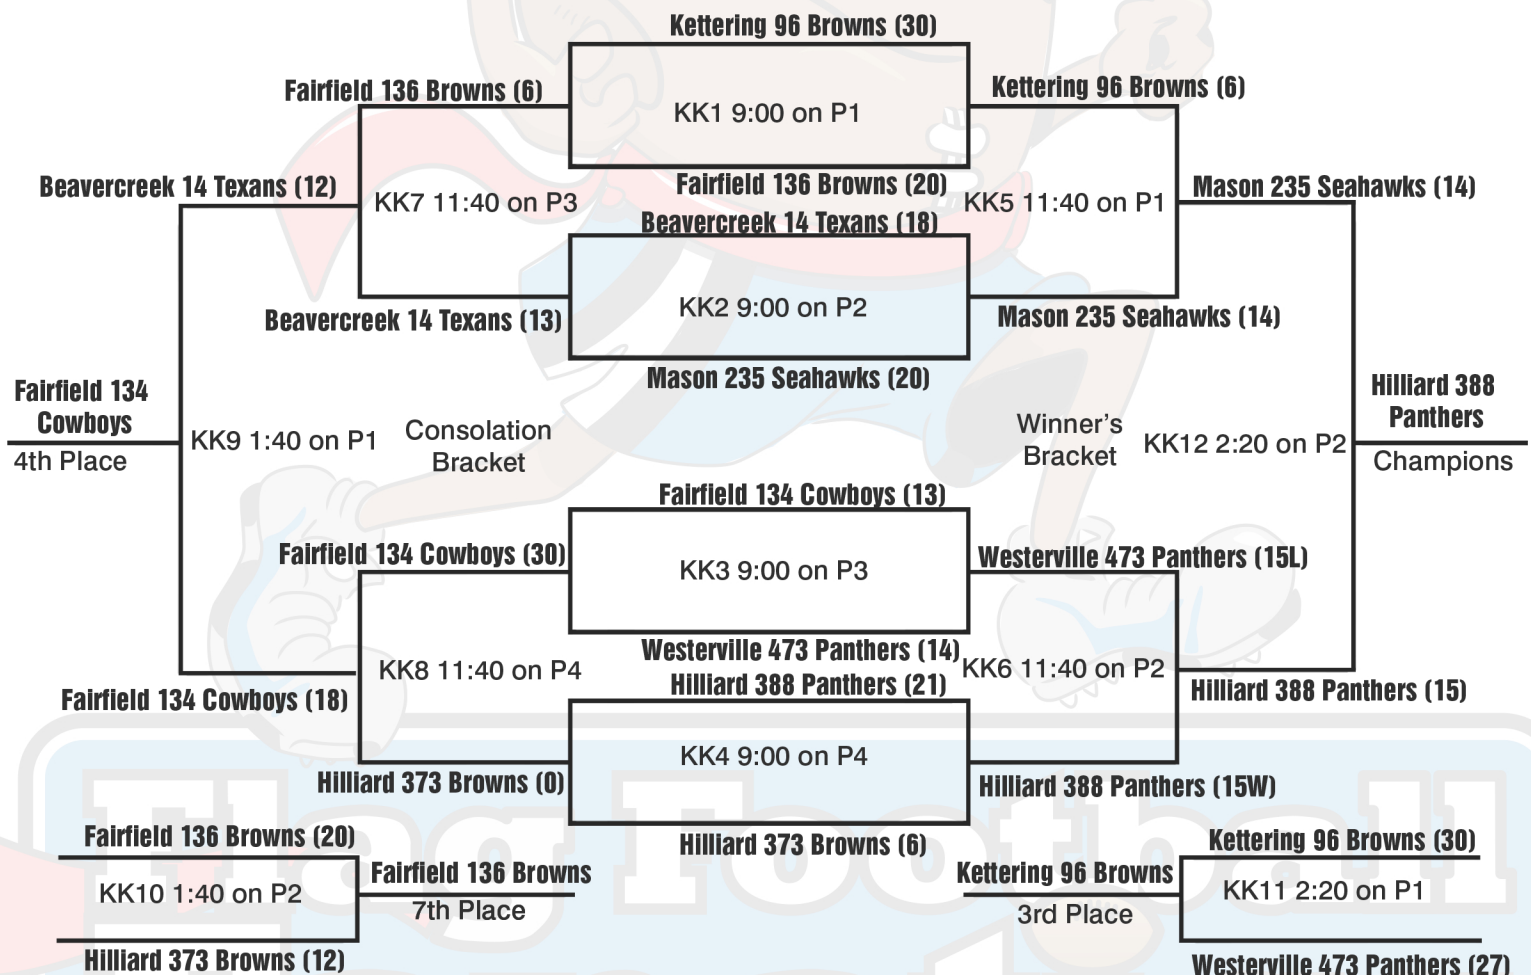 Kettering 96 Browns (30)
Fairfield 136 Browns (6)
KK1 9:00 on P1
Kettering 96 Browns (6)
Fairfield 136 Browns (20)
Beavercreek 14 Texans (12)
KK7 11:40 on P3
KK5 11:40 on P1
Mason 235 Seahawks (14)
Beavercreek 14 Texans (18)
Beavercreek 14 Texans (13)
KK2 9:00 on P2
Mason 235 Seahawks (14)
Mason 235 Seahawks (20)
Fairfield 134
Cowboys
4th Place
KK9 1:40 on P1
Consolation
Bracket
Winner's
Bracket
KK12 2:20 on P2
Hilliard 388
Panthers
Champions
Fairfield 134 Cowboys (13)
Fairfield 134 Cowboys (30)
KK3 9:00 on P3
Westerville 473 Panthers (15L)
Westerville 473 Panthers (14)
KK8 11:40 on P4
KK6 11:40 on P2
Hilliard 388 Panthers (21)
Fairfield 134 Cowboys (18)
Hilliard 388 Panthers (15)
KK4 9:00 on P4
Hilliard 373 Browns (0)
Hilliard 388 Panthers (15W)
Hilliard 373 Browns (6)
Flag Football
Fairfield 136 Browns (20)
KK10 1:40 on P2
Hilliard 373 Browns (12)
Fairfield 136 Browns
7th Place
Kettering 96 Browns
3rd Place
Kettering 96 Browns (30)
KK11 2:20 on P1
Westerville 473 Panthers (27)